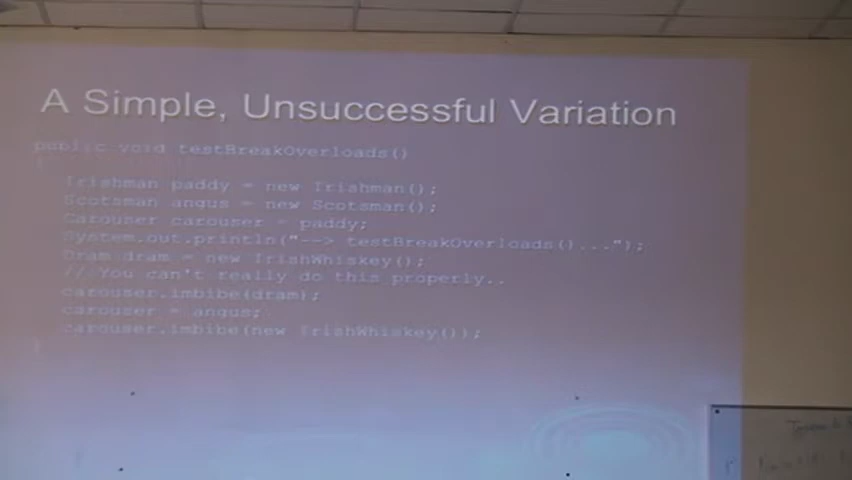 A Simple, Unsuccessful Variation
public void testBreakOverloads()
{
Irishman paddy = new Irishman();
Scotsman angus = new Scotsman();
Carouser carouser = paddy;
System.out.println("--> testBreakOverloads()...");
Dram dram = new IrishWhiskey();
// You can't really do this properly..
carouser.imbibe(dram);
carouser = angus;
carouser.imbibe(new IrishWhiskey());